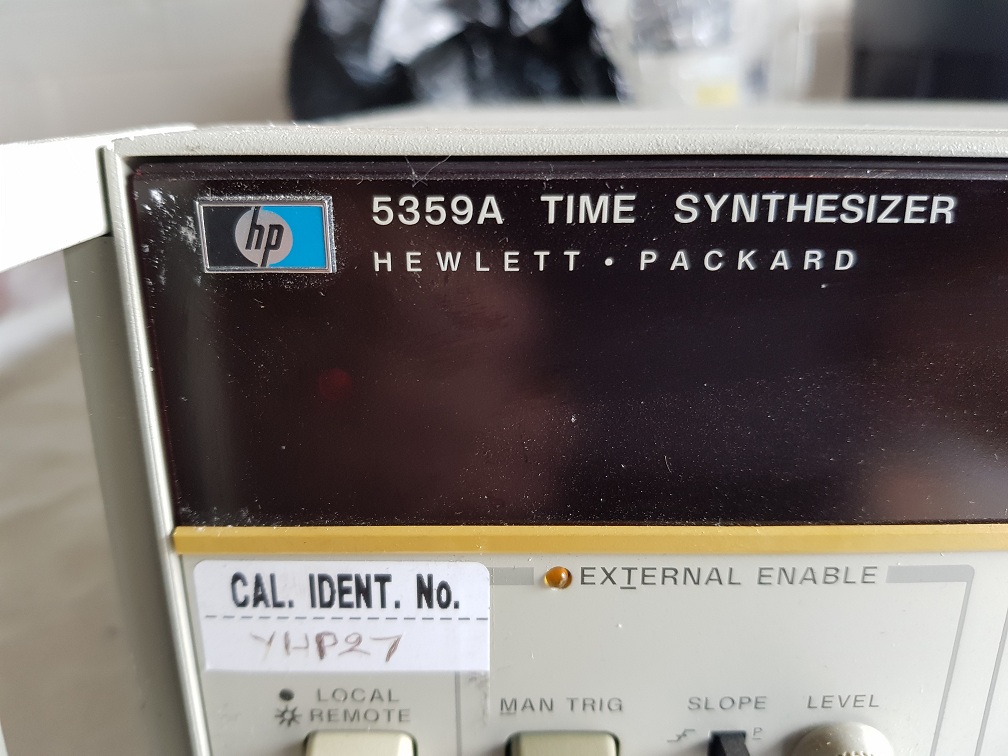 hp
5359A TIME SYNTHESIZER
HEWLETT • PACKARD
EXTERNAL ENABLE
CAL. IDENT. No.
YHP27
LOCAL
REMOTE
MAN TRIG
SLOPE
LEVEL
P